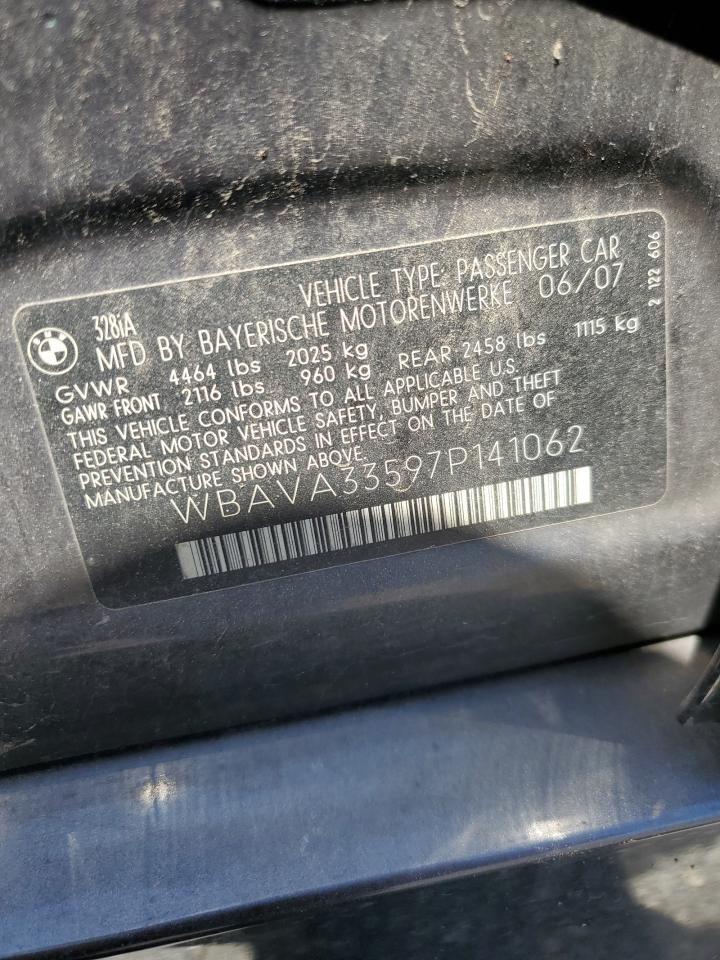 BMW
328iA
VEHICLE TYPE: PASSENGER CAR
MFD BY BAYERISCHE MOTORENWERKE 06/07
GVWR 4464 lbs 2025 kg
GAWR FRONT 2116 lbs 960 kg REAR 2458 lbs 1115 kg
THIS VEHICLE CONFORMS TO ALL APPLICABLE U.S.
FEDERAL MOTOR VEHICLE SAFETY, BUMPER AND THEFT
PREVENTION STANDARDS IN EFFECT ON THE DATE OF
MANUFACTURE SHOWN ABOVE.
WBAVA33597P141062
2 122 606